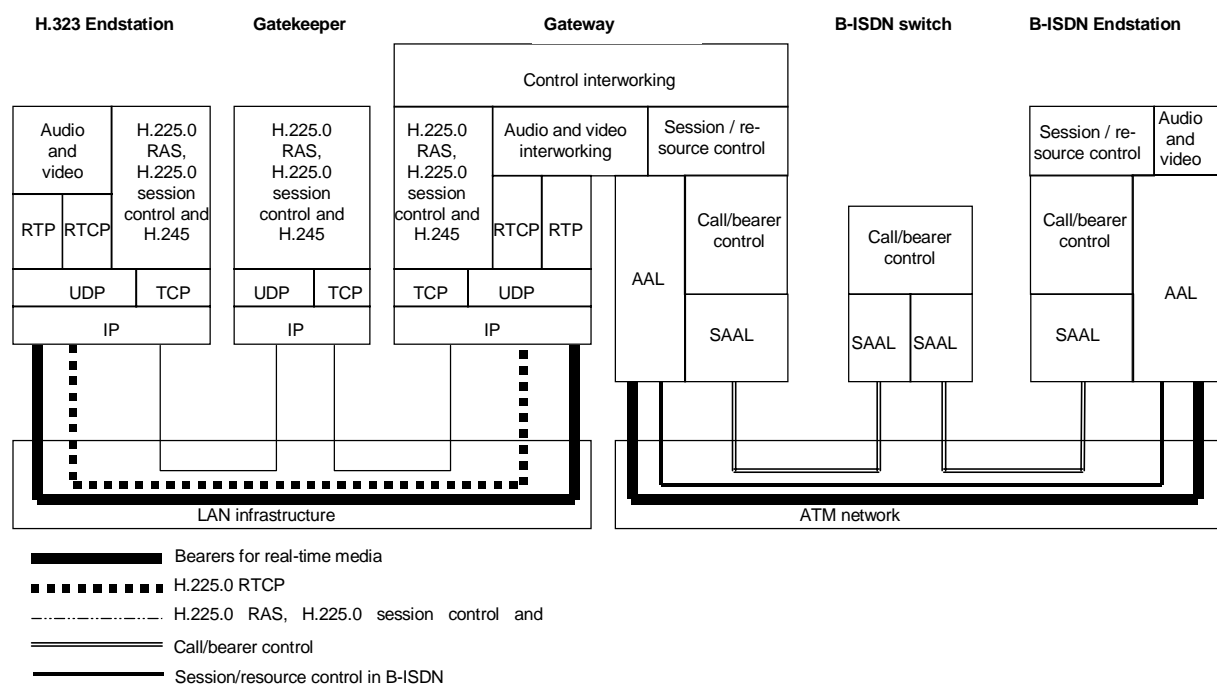 H.323 Endstation
Gatekeeper
Gateway
B-ISDN switch
B-ISDN Endstation
Audio
and
video
H.225.0
RAS,
H.225.0
session
control and
H.245
RTP
RTCP
UDP
TCP
IP
H.225.0
RAS,
H.225.0
session
control and
H.245
UDP
TCP
IP
Control interworking
H.225.0
RAS,
H.225.0
session
control and
H.245
Audio and video
interworking
Session / re-
source control
RTCP
RTP
TCP
UDP
IP
AAL
Call/bearer
control
SAAL
Call/bearer
control
SAAL
SAAL
Session / re-
source control
Audio
and
video
Call/bearer
control
SAAL
AAL
LAN infrastructure
ATM network
Bearers for real-time media
H.225.0 RTCP
H.225.0 RAS, H.225.0 session control and
Call/bearer control
Session/resource control in B-ISDN